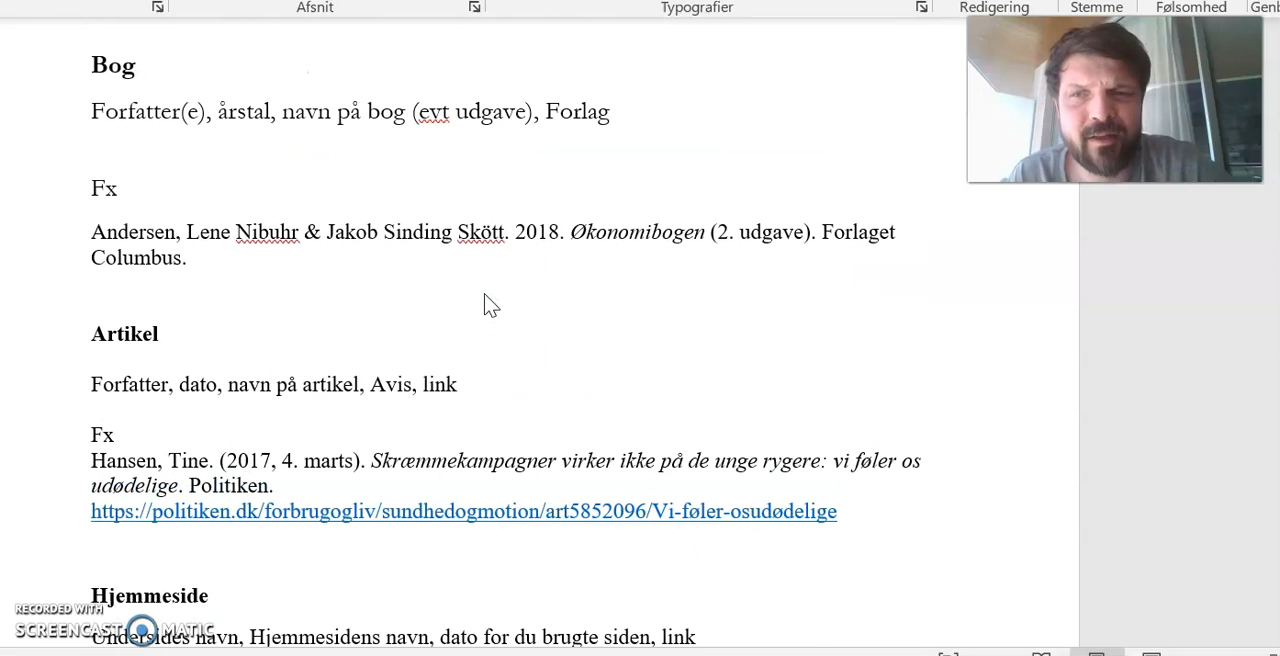 Afsnit Typografier Redigering Stemme Følsomhed Genb
Bog
Forfatter(e), årstal, navn på bog (evt udgave), Forlag
Fx
Andersen, Lene Nibuhr & Jakob Sinding Skött. 2018. Økonomibogen (2. udgave). Forlaget
Columbus.
Artikel
Forfatter, dato, navn på artikel, Avis, link
Fx
Hansen, Tine. (2017, 4. marts). Skræmmekampagner virker ikke på de unge rygere: vi føler os
udødelige. Politiken.
https://politiken.dk/forbrugogliv/sundhedogmotion/art5852096/Vi-føler-osudødelige
Hjemmeside
RECORDED WITH
SCREENCAST MATIC
Undersides navn, Hjemmesidens navn, dato for du brugte siden, link